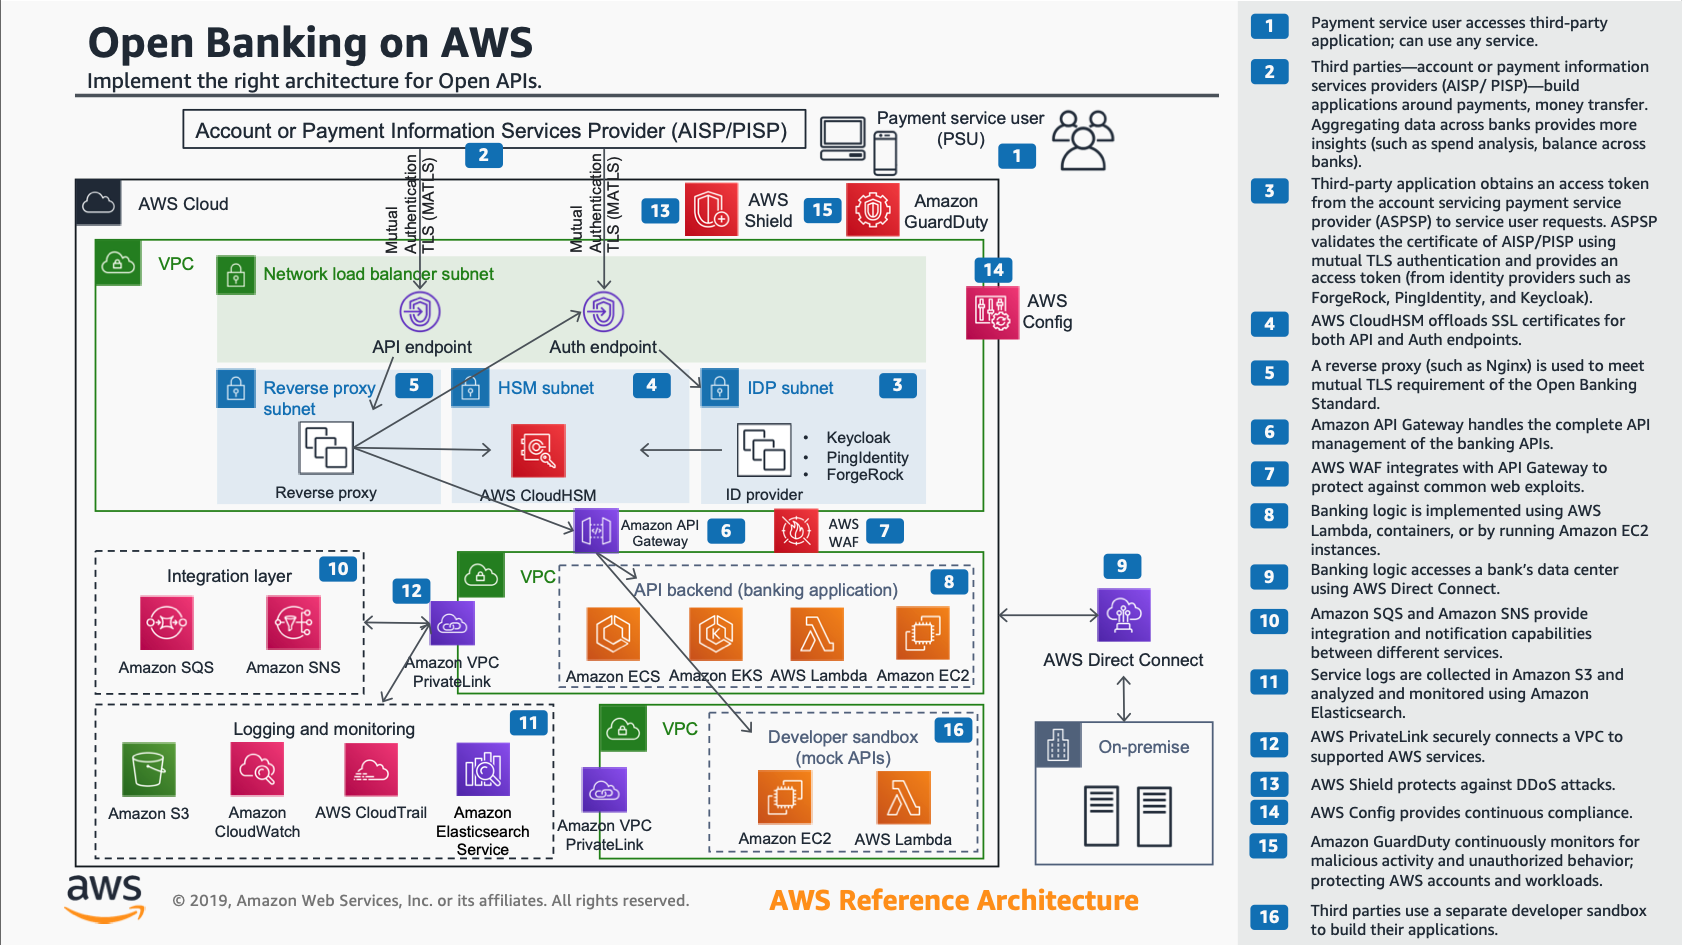 Open Banking on AWS
Implement the right architecture for Open APIs.
Account or Payment Information Services Provider (AISP/PISP)
2
Payment service user
(PSU)
1
Mutual
Authentication
TLS (MATLS)
Mutual
Authentication
TLS (MATLS)
AWS Cloud
13
AWS
Shield
15
Amazon
GuardDuty
VPC
Network load balancer subnet
14
AWS
Config
API endpoint
Auth endpoint
Reverse proxy
subnet
5
HSM subnet
4
IDP subnet
3
• Keycloak
• PingIdentity
• ForgeRock
Reverse proxy
AWS CloudHSM
ID provider
Amazon API
Gateway
6
AWS
WAF
7
Integration layer
10
Amazon SQS
Amazon SNS
12
Amazon VPC
PrivateLink
VPC
API backend (banking application)
8
Amazon ECS
Amazon EKS
AWS Lambda
Amazon EC2
9
AWS Direct Connect
Logging and monitoring
11
Amazon S3
Amazon
CloudWatch
AWS CloudTrail
Amazon
Elasticsearch
Service
VPC
Amazon VPC
PrivateLink
Developer sandbox
(mock APIs)
16
Amazon EC2
AWS Lambda
On-premise
aws
© 2019, Amazon Web Services, Inc. or its affiliates. All rights reserved.
AWS Reference Architecture
1
Payment service user accesses third-party
application; can use any service.
2
Third parties—account or payment information
services providers (AISP/ PISP)—build
applications around payments, money transfer.
Aggregating data across banks provides more
insights (such as spend analysis, balance across
banks).
3
Third-party application obtains an access token
from the account servicing payment service
provider (ASPSP) to service user requests. ASPSP
validates the certificate of AISP/PISP using
mutual TLS authentication and provides an
access token (from identity providers such as
ForgeRock, PingIdentity, and Keycloak).
4
AWS CloudHSM offloads SSL certificates for
both API and Auth endpoints.
5
A reverse proxy (such as Nginx) is used to meet
mutual TLS requirement of the Open Banking
Standard.
6
Amazon API Gateway handles the complete API
management of the banking APIs.
7
AWS WAF integrates with API Gateway to
protect against common web exploits.
8
Banking logic is implemented using AWS
Lambda, containers, or by running Amazon EC2
instances.
9
Banking logic accesses a bank's data center
using AWS Direct Connect.
10
Amazon SQS and Amazon SNS provide
integration and notification capabilities
between different services.
11
Service logs are collected in Amazon S3 and
analyzed and monitored using Amazon
Elasticsearch.
12
AWS PrivateLink securely connects a VPC to
supported AWS services.
13
AWS Shield protects against DDoS attacks.
14
AWS Config provides continuous compliance.
15
Amazon GuardDuty continuously monitors for
malicious activity and unauthorized behavior;
protecting AWS accounts and workloads.
16
Third parties use a separate developer sandbox
to build their applications.